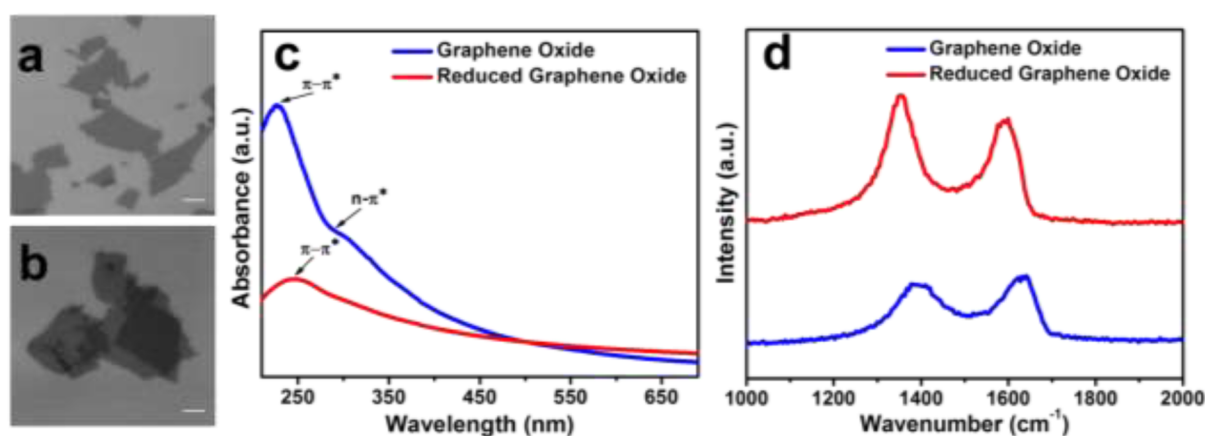 a
b
c
Graphene Oxide
Reduced Graphene Oxide
π–π*
n-π*
π–π*
Absorbance (a.u.)
250 350 450 550 650
Wavelength (nm)
d
Graphene Oxide
Reduced Graphene Oxide
Intensity (a.u.)
1000 1200 1400 1600 1800 2000
Wavenumber (cm⁻¹)